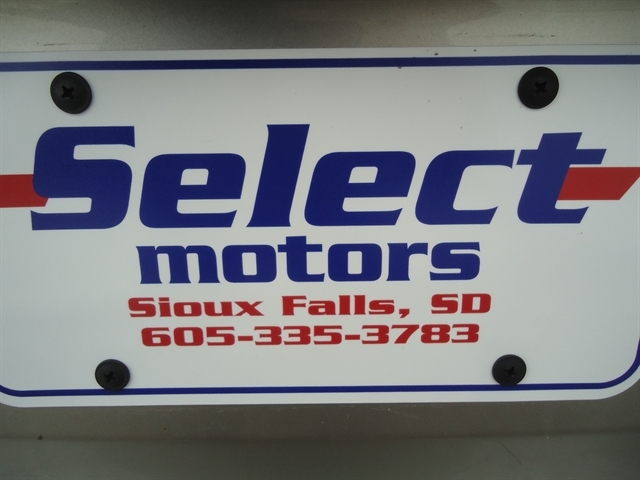 Select
motors
Sioux Falls, SD
605-335-3783